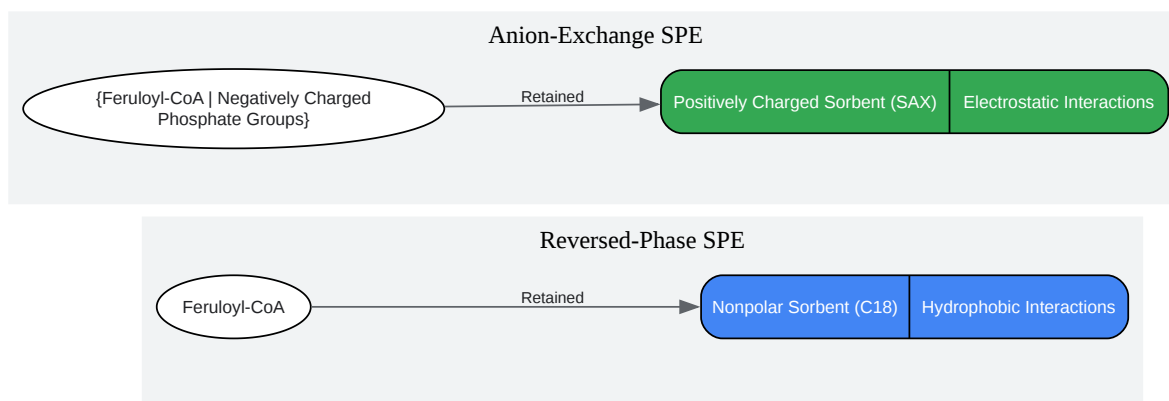 Anion-Exchange SPE
{Feruloyl-CoA | Negatively Charged
Phosphate Groups}
Retained
Positively Charged Sorbent (SAX)
Electrostatic Interactions
Reversed-Phase SPE
Feruloyl-CoA
Retained
Nonpolar Sorbent (C18)
Hydrophobic Interactions